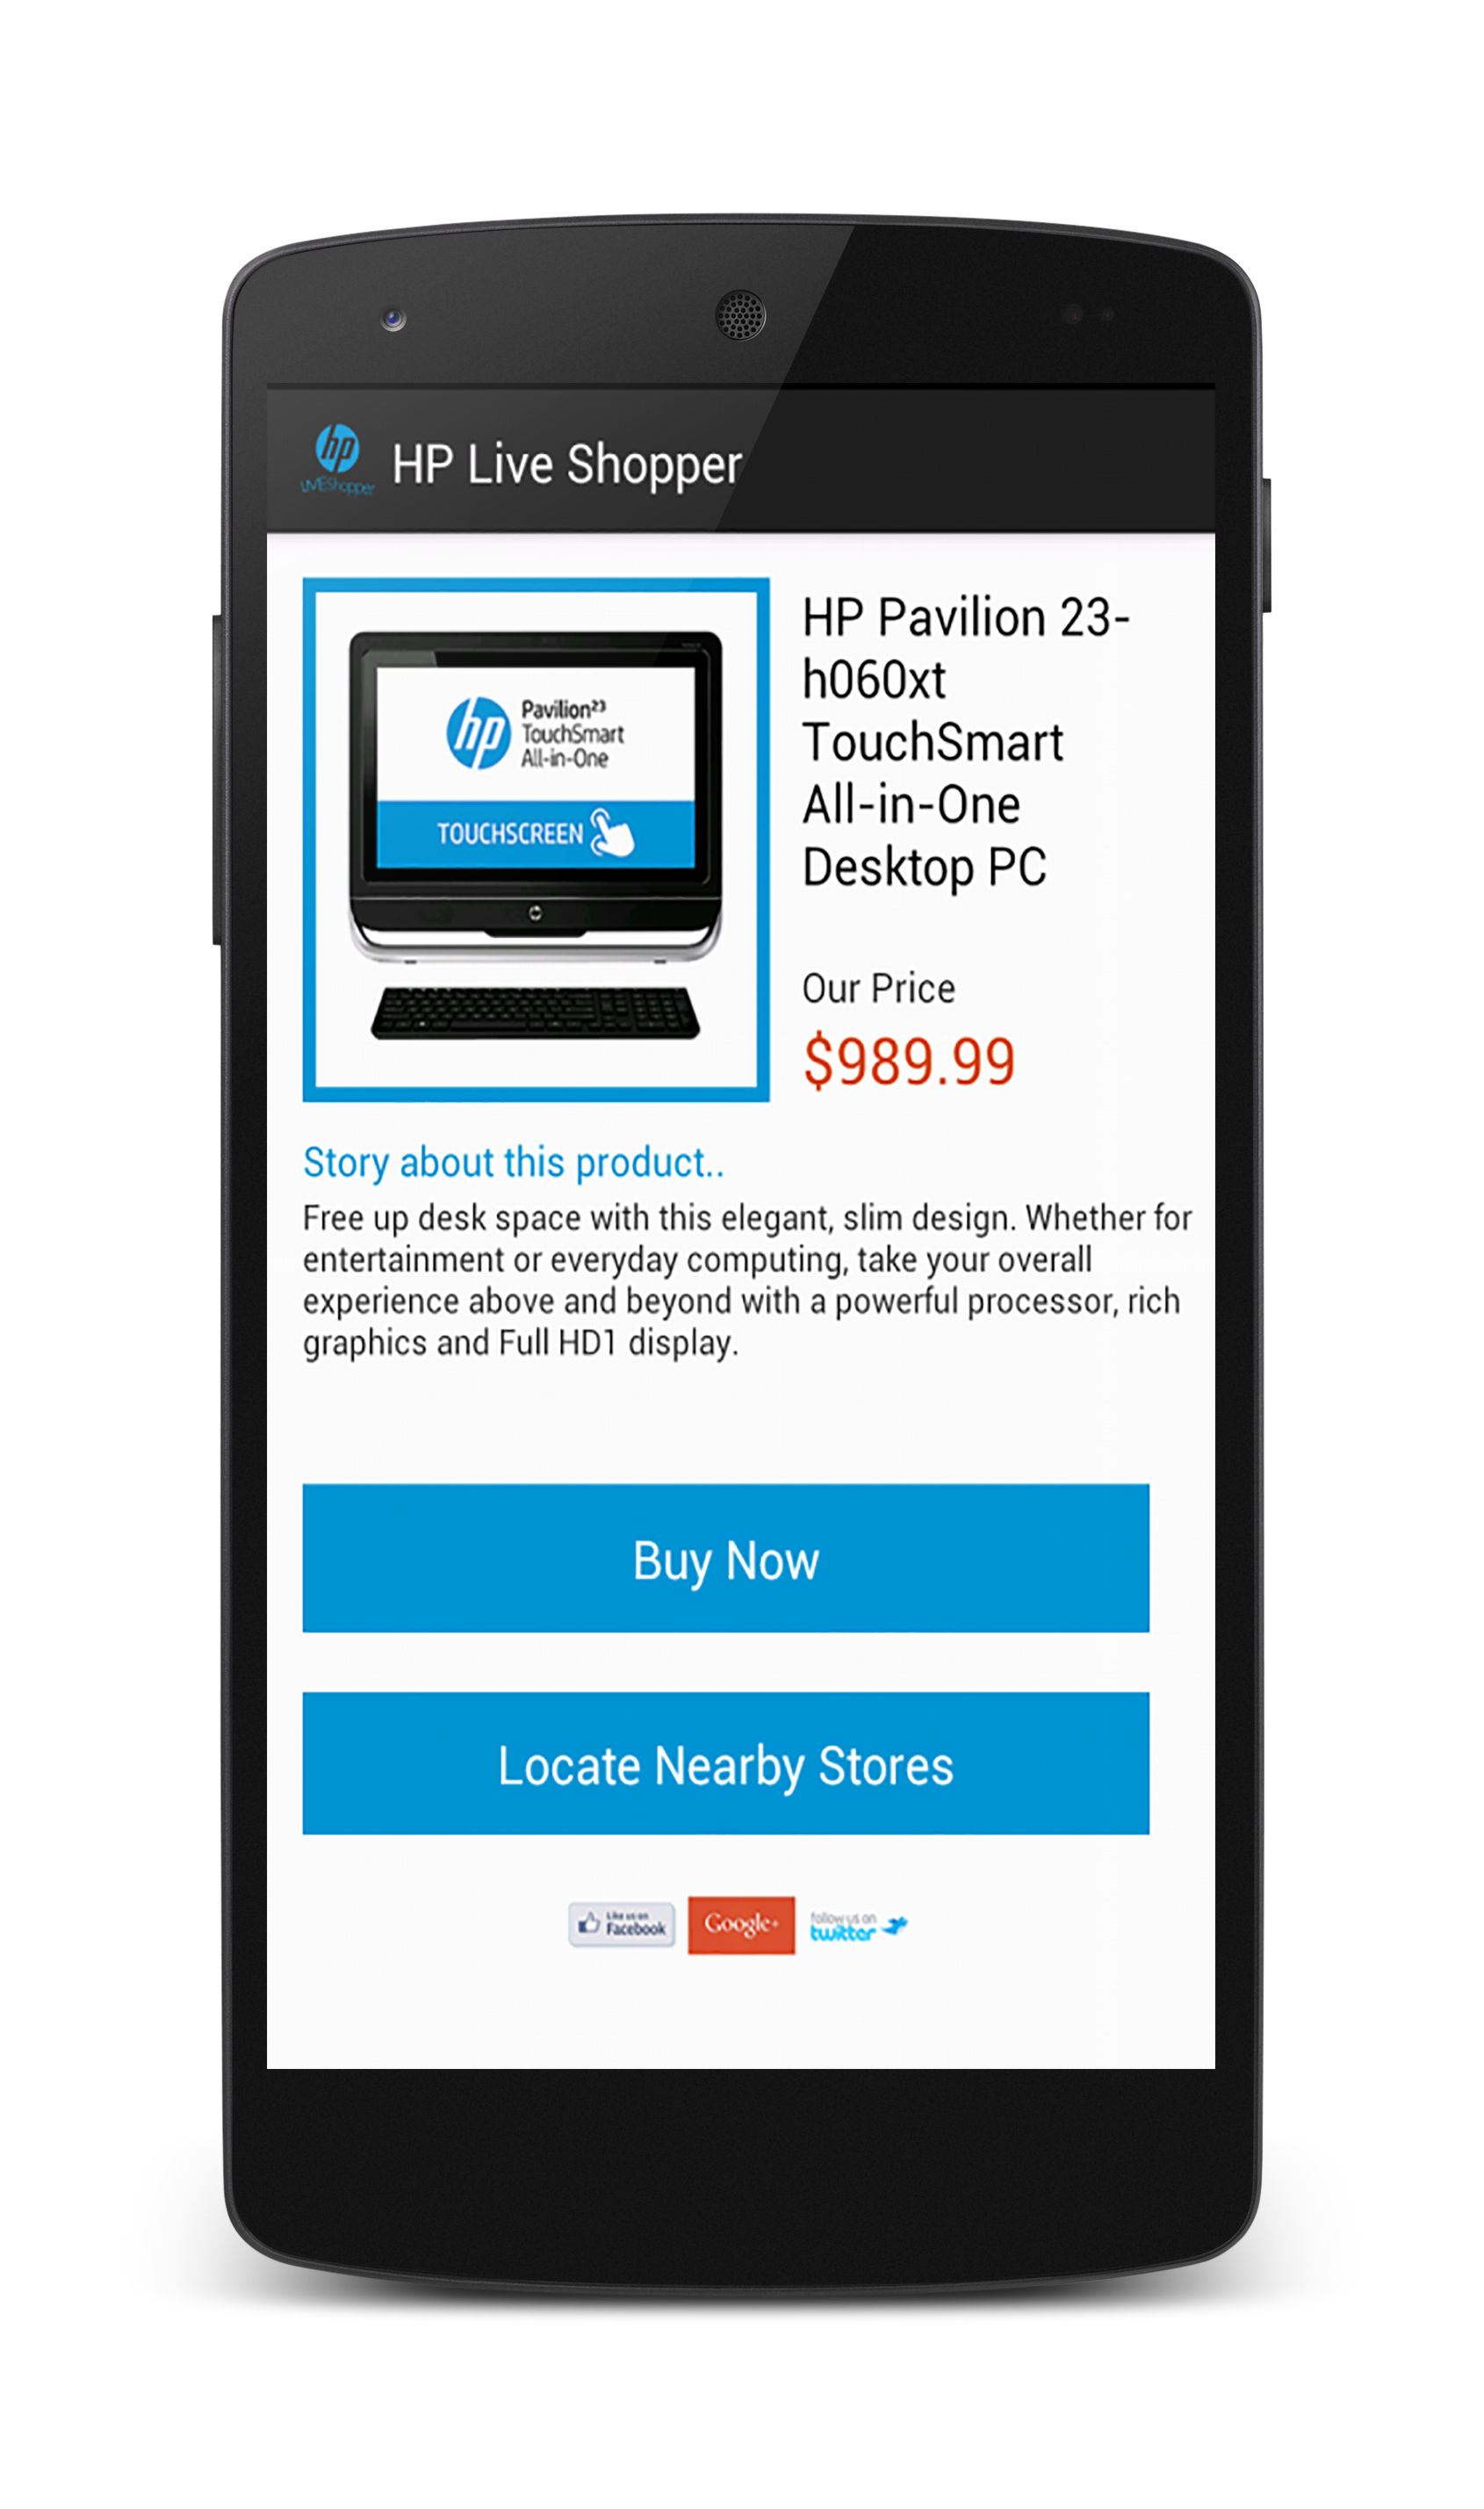 hp
LIVEShopper
HP Live Shopper
hp
Pavilion23
TouchSmart
All-in-One
TOUCHSCREEN
HP Pavilion 23-
h060xt
TouchSmart
All-in-One
Desktop PC
Our Price
$989.99
Story about this product..
Free up desk space with this elegant, slim design. Whether for
entertainment or everyday computing, take your overall
experience above and beyond with a powerful processor, rich
graphics and Full HD1 display.
Buy Now
Locate Nearby Stores
Like us on
Facebook
Google+
follow us on
twitter